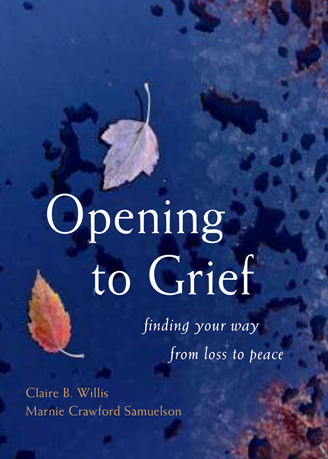 Opening
to Grief
finding your way
from loss to peace
Claire B. Willis
Marnie Crawford Samuelson